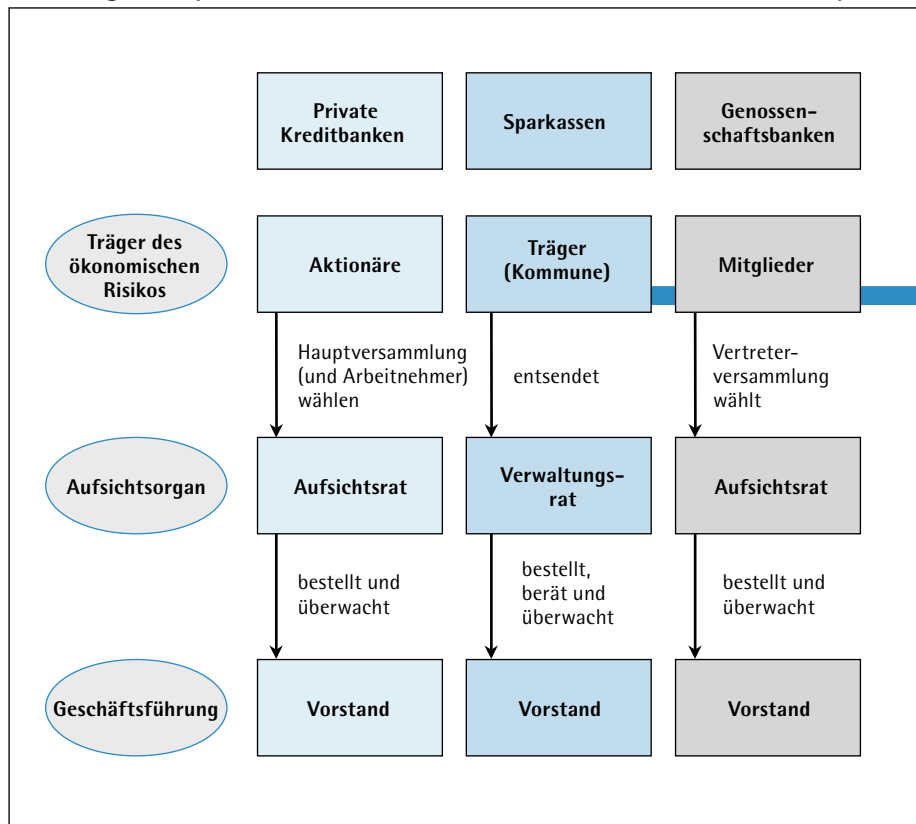 Private
Kreditbanken
Sparkassen
Genossen-
schaftsbanken
Träger des
ökonomischen
Risikos
Aktionäre
Träger
(Kommune)
Mitglieder
Hauptversammlung
(und Arbeitnehmer)
wählen
entsendet
Vertreter-
versammlung
wählt
Aufsichtsorgan
Aufsichtsrat
Verwaltungs-
rat
Aufsichtsrat
bestellt und
überwacht
bestellt,
berät und
überwacht
bestellt und
überwacht
Geschäftsführung
Vorstand
Vorstand
Vorstand